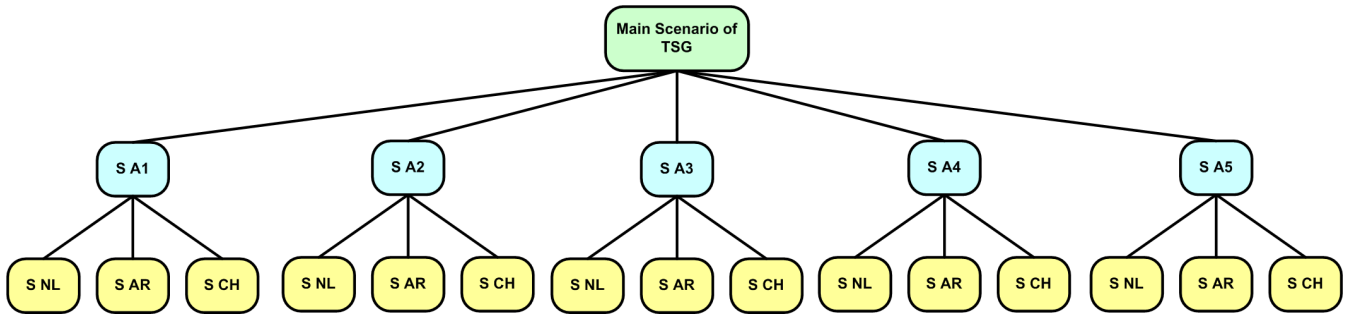 Main Scenario of
TSG
S A1
S A2
S A3
S A4
S A5
S NL
S AR
S CH
S NL
S AR
S CH
S NL
S AR
S CH
S NL
S AR
S CH
S NL
S AR
S CH